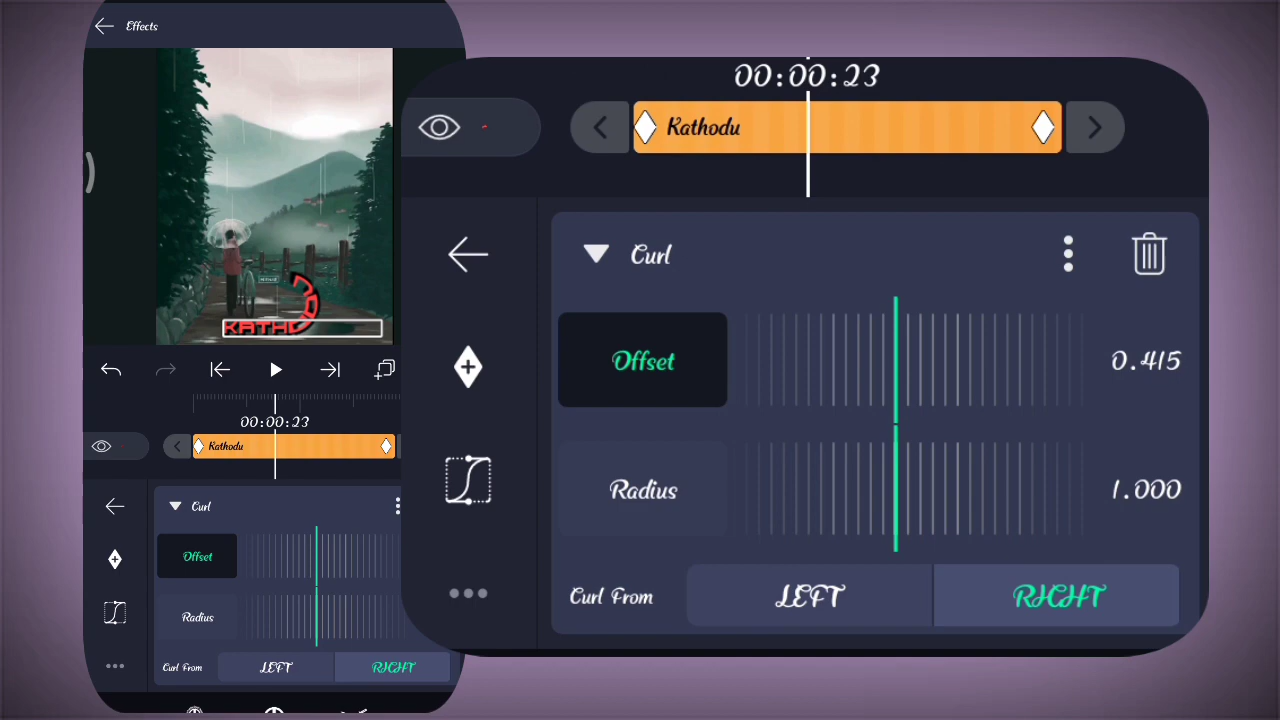 Effects
KATH
00:00:23
Kathodu
Curl
Offset
Radius
Curl From
LEFT
RIGHT
00:00:23
Kathodu
Curl
Offset
0.415
Radius
1.000
Curl From
LEFT
RIGHT